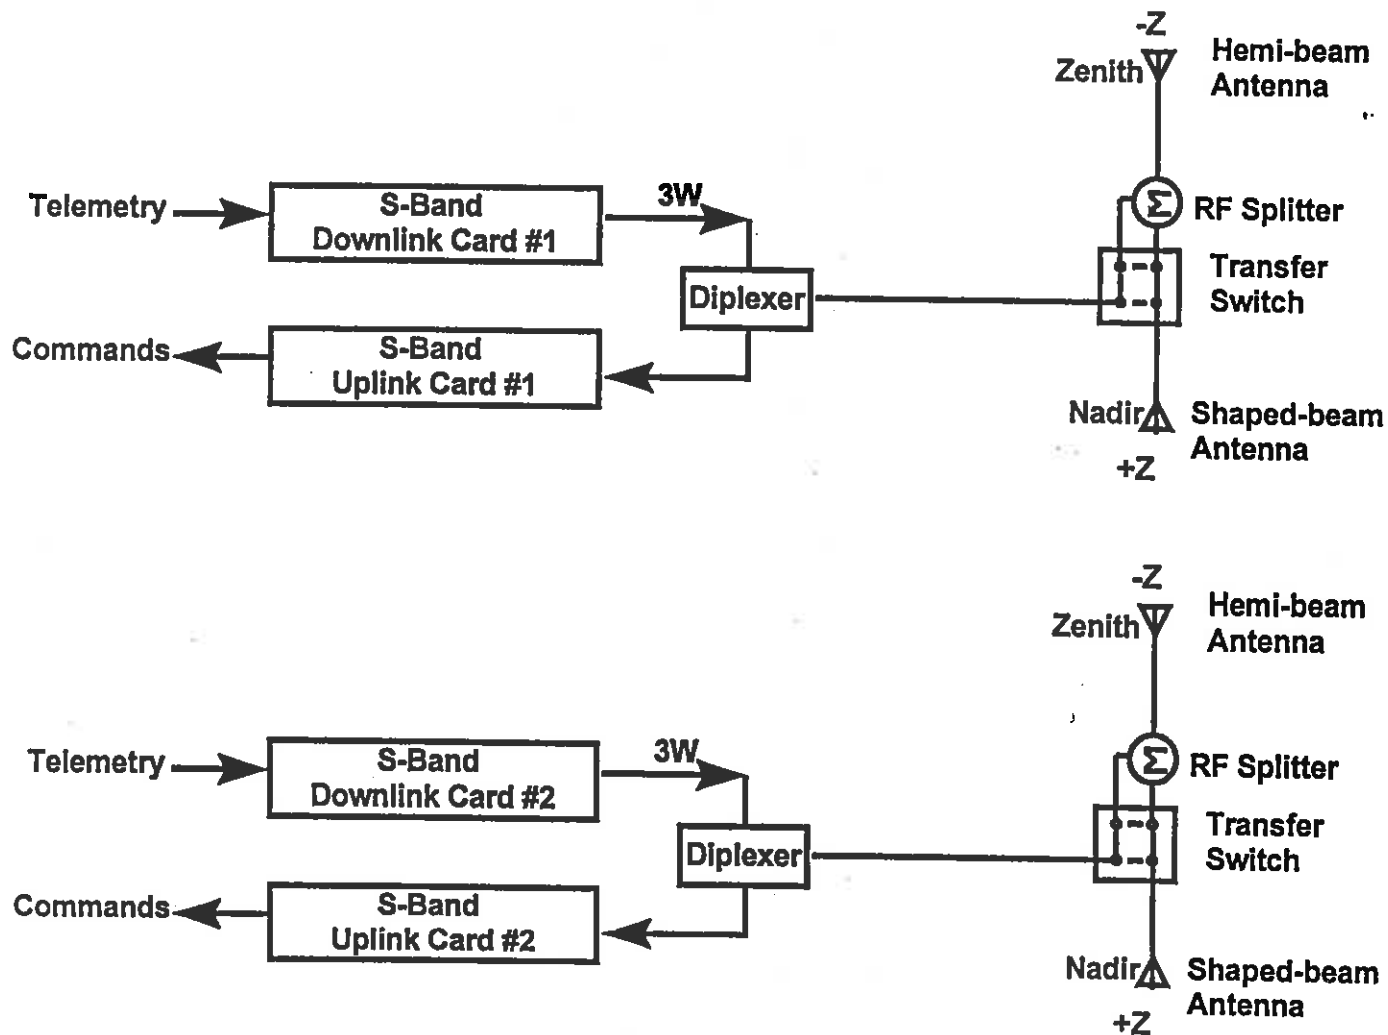 -Z
Zenith
Hemi-beam
Antenna
Telemetry
S-Band
Downlink Card #1
3W
Σ
RF Splitter
Diplexer
Transfer
Switch
Commands
S-Band
Uplink Card #1
Nadir
Shaped-beam
Antenna
+Z
-Z
Zenith
Hemi-beam
Antenna
Telemetry
S-Band
Downlink Card #2
3W
Σ
RF Splitter
Diplexer
Transfer
Switch
Commands
S-Band
Uplink Card #2
Nadir
Shaped-beam
Antenna
+Z